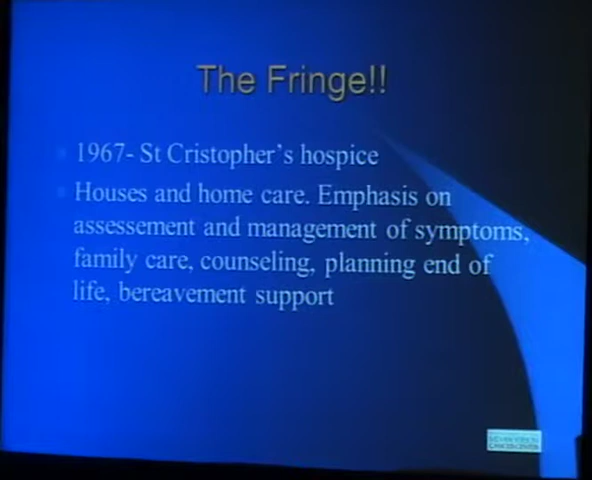 The Fringe!!
1967- St Cristopher's hospice
Houses and home care. Emphasis on
assessement and management of symptoms,
family care, counseling, planning end of
life, bereavement support